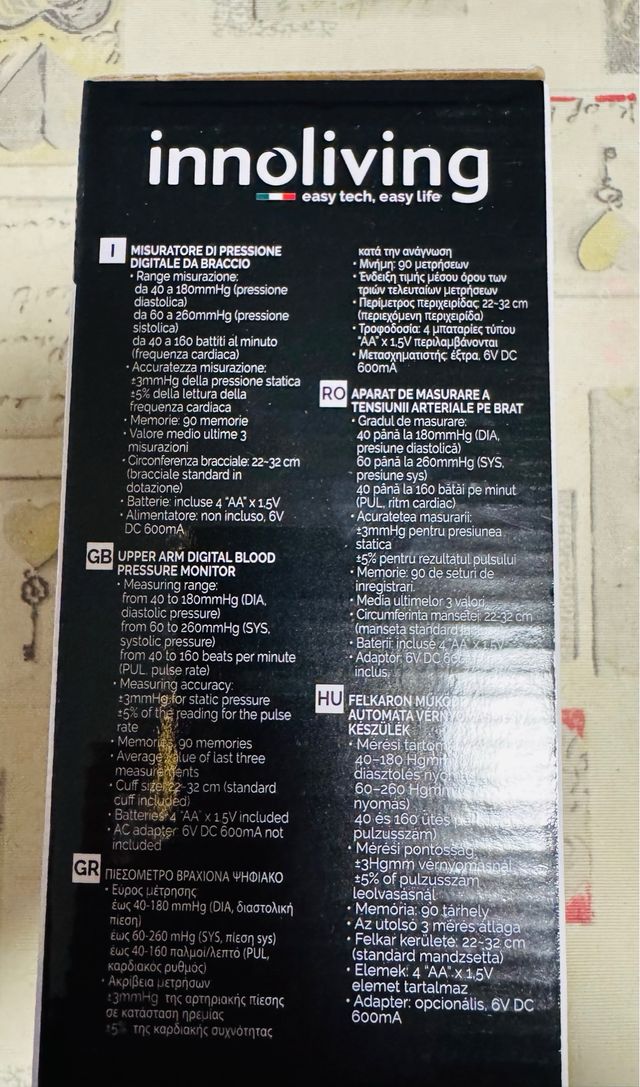 innoliving
easy tech, easy life
I
MISURATORE DI PRESSIONE
DIGITALE DA BRACCIO
• Range misurazione:
da 40 a 180mmHg (pressione
diastolica)
da 60 a 260mmHg (pressione
sistolica)
da 40 a 160 battiti al minuto
(frequenza cardiaca)
• Accuratezza misurazione:
±3mmHg della pressione statica
±5% della lettura della
frequenza cardiaca
• Memorie: 90 memorie
• Valore medio ultime 3
misurazioni
• Circonferenza bracciale: 22-32 cm
(bracciale standard in
dotazione)
• Batterie: incluse 4 "AA" x 1,5V
• Alimentatore: non incluso, 6V
DC 600mA
GB
UPPER ARM DIGITAL BLOOD
PRESSURE MONITOR
• Measuring range:
from 40 to 180mmHg (DIA,
diastolic pressure)
from 60 to 260mmHg (SYS,
systolic pressure)
from 40 to 160 beats per minute
(PUL, pulse rate)
• Measuring accuracy:
±3mmHg for static pressure
±5% of the reading for the pulse
rate
• Memories: 90 memories
• Average value of last three
measurements
• Cuff size: 22-32 cm (standard
cuff included)
• Batteries 4 "AA" x 1.5V included
• AC adapter 6V DC 600mA not
included
GR
ΠΙΕΣΟΜΕΤΡΟ ΒΡΑΧΙΟΝΑ ΨΗΦΙΑΚΟ
• Εύρος μέτρησης
έως 40-180 mmHg (DIA, διαστολική
πίεση)
έως 60-260 mHg (SYS, πίεση sys)
έως 40-160 παλμοί/λεπτό (PUL,
καρδιακος ρυθμος)
• Ακρίβεια μετρήσων
±3mmHg της αρτηριακής πίεσης
σε κατάσταση ηρεμίας
±5% της καρδιακής συχνότητας
κατά την ανάγνωση
• Μνήμη: 90 μετρήσεων
• Ένδειξη τιμής μέσου όρου των
τριών τελευταίων μετρήσεων
• Περίμετρος περιχειρίδας: 22-32 cm
(περιεχόμενη περιχειρίδα)
• Τροφοδοσία: 4 μπαταρίες τύπου
"AA" x 1.5V περιλαμβάνονται
• Μετασχηματιστής: έξτρα, 6V DC
600mA
RO
APARAT DE MASURARE A
TENSIUNII ARTERIALE PE BRAT
• Gradul de masurare:
40 până la 180mmHg (DIA,
presiune diastolică)
60 până la 260mmHg (SYS,
presiune sys)
40 până la 160 bătăi pe minut
(PUL, ritm cardiac)
• Acuratetea masurarii:
±3mmHg pentru presiunea
statica
±5% pentru rezultatul pulsului
• Memorie: 90 de seturi de
inregistrari.
• Media ultimelor 3 valori
• Circumferinta mansetei: 22-32 cm
(manseta standard
• Baterii: incluse 4 "AA" x 1,5V
• Adaptor: 6V DC
inclus.
HU
FELKARON
AUTOMATA
KÉSZÜLÉK
• Mérési
40-180 Hgmm
diasztolés
60-260 Hgmm
nyomás)
40 és 160 ütés
pulzusszám)
• Mérési pontosság
±3Hgmm vérnyomásnál
±5% of pulzusszám
leolvasásnál
• Memória: 90 tárhely
• Az utolsó 3 mérés átlaga
• Felkar kerülete: 22-32 cm
(standard mandzsetta)
• Elemek: 4 "AA" x 1,5V
elemet tartalmaz
• Adapter: opcionális, 6V DC
600mA